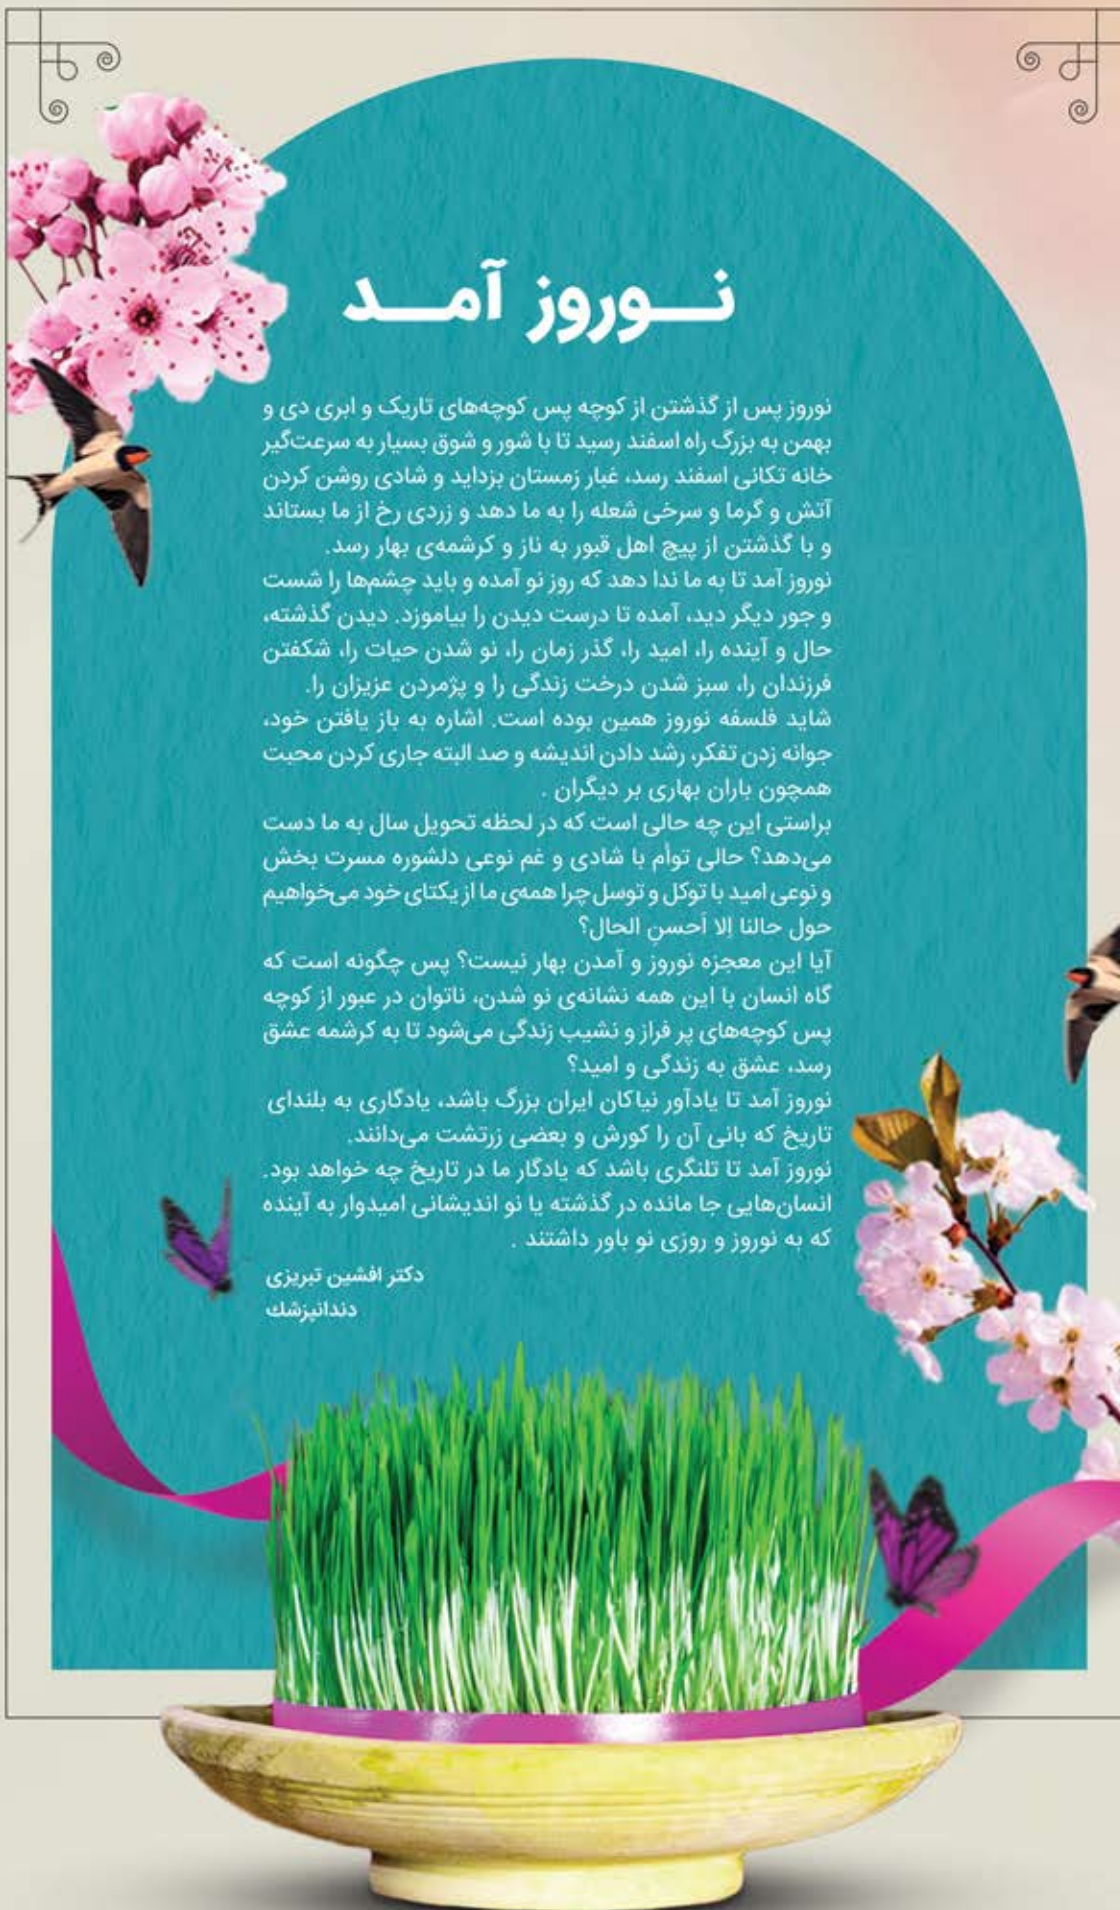 نوروز آمد
نوروز پس از گذشتن از کوچه پس کوچه‌های تاریک و ابری دی و
بهمن به بزرگ راه اسفند رسید تا با شور و شوق بسیار به سرعت‌گیر
خانه تکانی اسفند رسد، غبار زمستان بزداید و شادی روشن کردن
آتش و گرما و سرخی شعله را به ما دهد و زردی رخ از ما بستاند
و با گذشتن از پیچ اهل قبور به ناز و کرشمه‌ی بهار رسد.
نوروز آمد تا به ما ندا دهد که روز نو آمده و باید چشم‌ها را شست
و جور دیگر دید، آمده تا درست دیدن را بیاموزد. دیدن گذشته،
حال و آینده را، امید را، گذر زمان را، نو شدن حیات را، شکفتن
فرزندان را، سبز شدن درخت زندگی را و پژمردن عزیزان را.
شاید فلسفه نوروز همین بوده است. اشاره به باز یافتن خود،
جوانه زدن تفکر، رشد دادن اندیشه و صد البته جاری کردن محبت
همچون باران بهاری بر دیگران .
براستی این چه حالی است که در لحظه تحویل سال به ما دست
می‌دهد؟ حالی توأم با شادی و غم نوعی دلشوره مسرت بخش
و نوعی امید با توکل و توسل چرا همه‌ی ما از یکتای خود می‌خواهیم
حول حالنا اِلا اَحسنِ الحال؟
آیا این معجزه نوروز و آمدن بهار نیست؟ پس چگونه است که
گاه انسان با این همه نشانه‌ی نو شدن، ناتوان در عبور از کوچه
پس کوچه‌های پر فراز و نشیب زندگی می‌شود تا به کرشمه عشق
رسد، عشق به زندگی و امید؟
نوروز آمد تا یادآور نیاکان ایران بزرگ باشد، یادگاری به بلندای
تاریخ که بانی آن را کورش و بعضی زرتشت می‌دانند.
نوروز آمد تا تلنگری باشد که یادگار ما در تاریخ چه خواهد بود.
انسان‌هایی جا مانده در گذشته یا نو اندیشانی امیدوار به آینده
که به نوروز و روزی نو باور داشتند .
دکتر افشین تبریزی
دندانپزشك